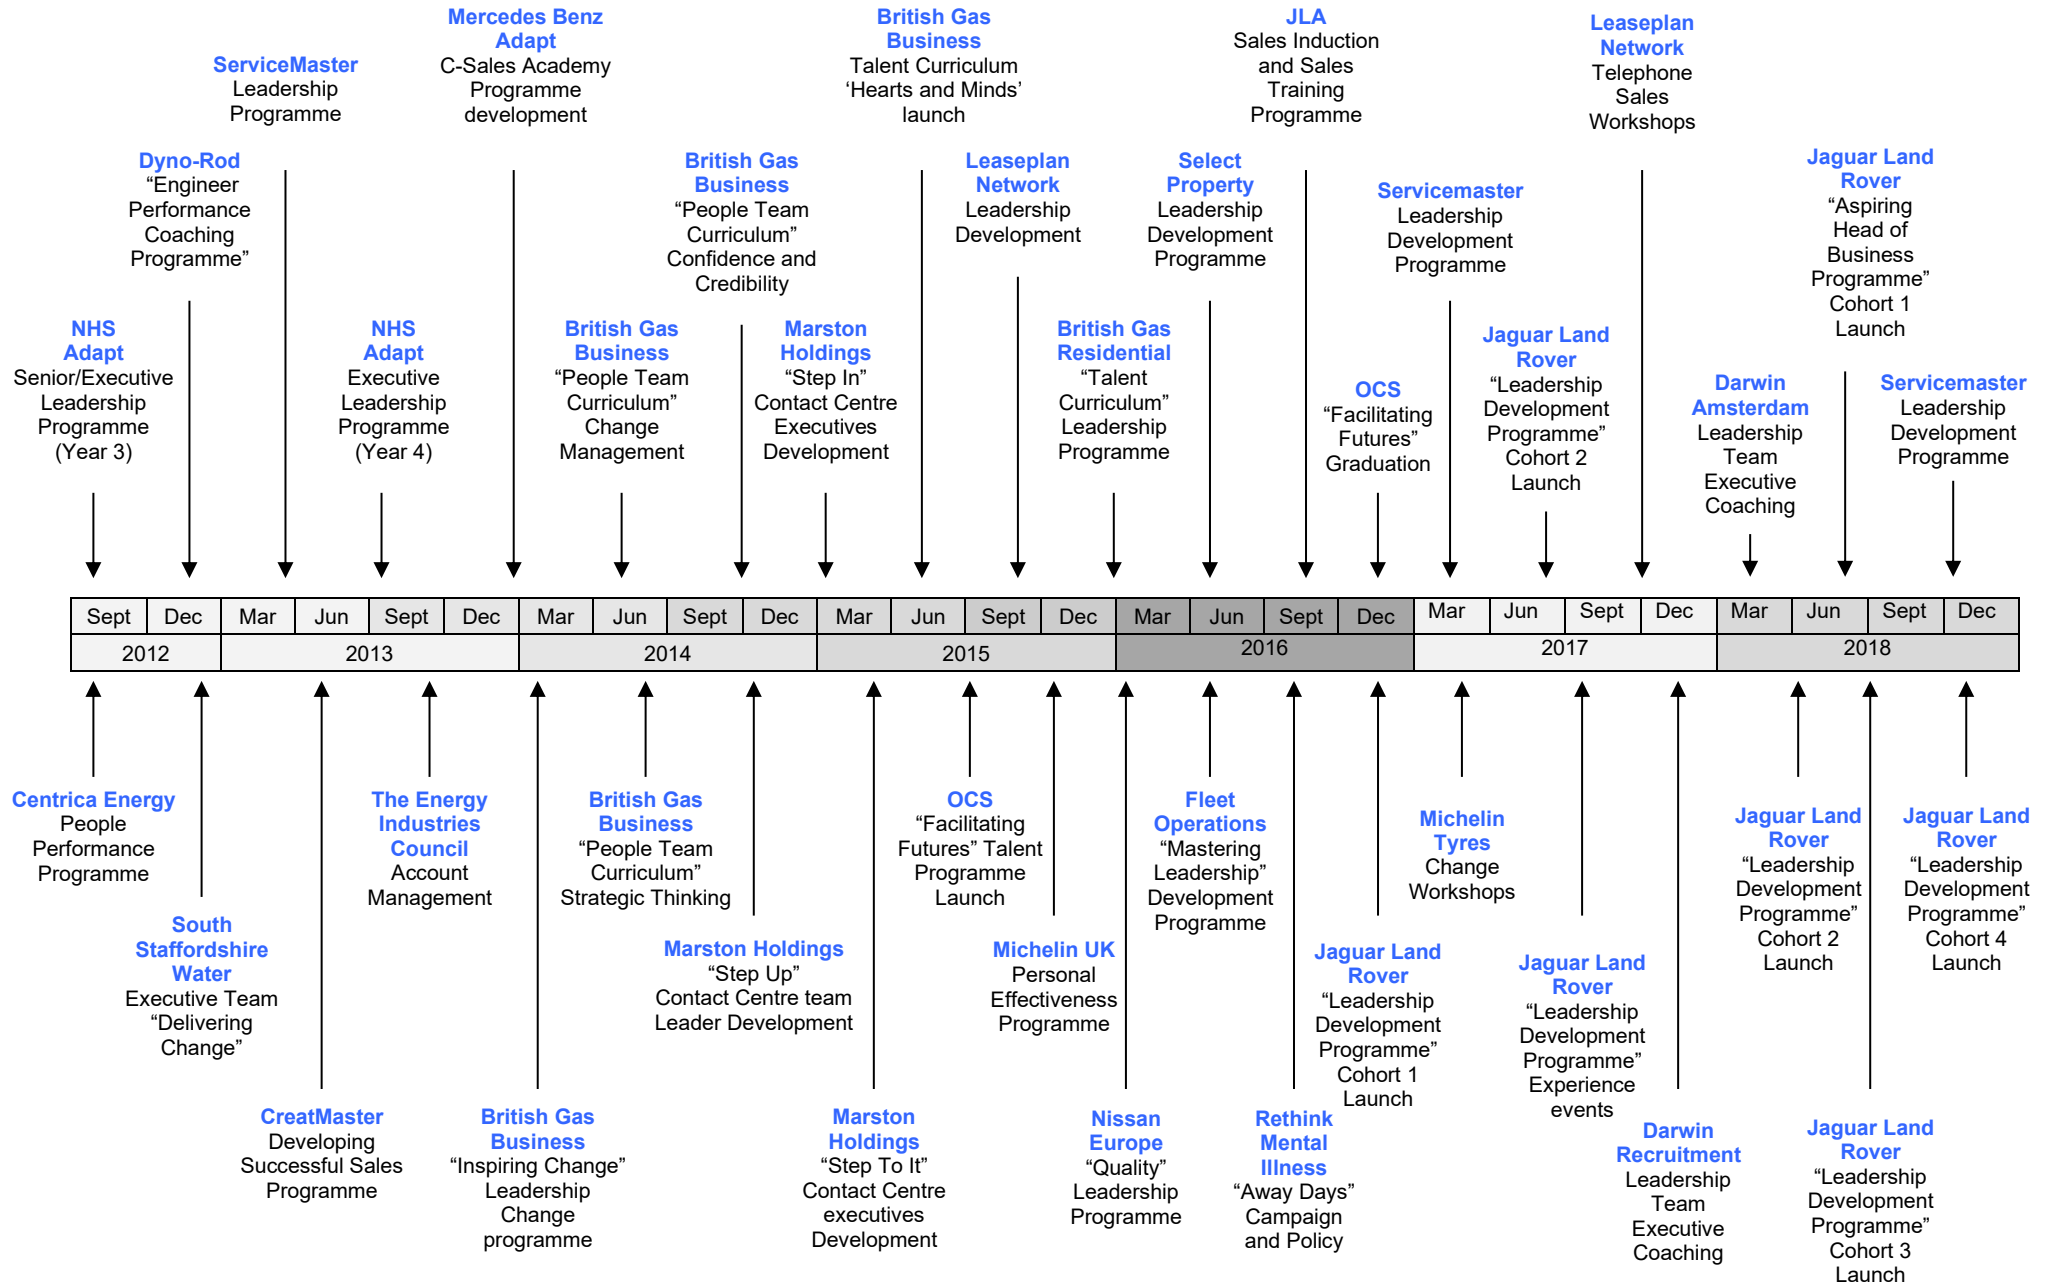 Mercedes Benz
Adapt
C-Sales Academy
Programme
development
British Gas
Business
Talent Curriculum
‘Hearts and Minds’
launch
JLA
Sales Induction
and Sales
Training
Programme
Leaseplan
Network
Telephone
Sales
Workshops
ServiceMaster
Leadership
Programme
Dyno-Rod
“Engineer
Performance
Coaching
Programme”
British Gas
Business
“People Team
Curriculum”
Confidence and
Credibility
Leaseplan
Network
Leadership
Development
Select
Property
Leadership
Development
Programme
Servicemaster
Leadership
Development
Programme
Jaguar Land
Rover
“Aspiring
Head of
Business
Programme”
Cohort 1
Launch
NHS
Adapt
Senior/Executive
Leadership
Programme
(Year 3)
NHS
Adapt
Executive
Leadership
Programme
(Year 4)
British Gas
Business
“People Team
Curriculum”
Change
Management
Marston
Holdings
“Step In”
Contact Centre
Executives
Development
British Gas
Residential
“Talent
Curriculum”
Leadership
Programme
OCS
“Facilitating
Futures”
Graduation
Jaguar Land
Rover
“Leadership
Development
Programme”
Cohort 2
Launch
Darwin
Amsterdam
Leadership
Team
Executive
Coaching
Servicemaster
Leadership
Development
Programme
Sept Dec Mar Jun Sept Dec Mar Jun Sept Dec Mar Jun Sept Dec Mar Jun Sept Dec Mar Jun Sept Dec Mar Jun Sept Dec
2012 2013 2014 2015 2016 2017 2018
Centrica Energy
People
Performance
Programme
South
Staffordshire
Water
Executive Team
“Delivering
Change”
CreatMaster
Developing
Successful Sales
Programme
The Energy
Industries
Council
Account
Management
British Gas
Business
“Inspiring Change”
Leadership
Change
programme
British Gas
Business
“People Team
Curriculum”
Strategic Thinking
Marston Holdings
“Step Up”
Contact Centre team
Leader Development
Marston
Holdings
“Step To It”
Contact Centre
executives
Development
OCS
“Facilitating
Futures” Talent
Programme
Launch
Michelin UK
Personal
Effectiveness
Programme
Nissan
Europe
“Quality”
Leadership
Programme
Fleet
Operations
“Mastering
Leadership”
Development
Programme
Rethink
Mental
Illness
“Away Days”
Campaign
and Policy
Jaguar Land
Rover
“Leadership
Development
Programme”
Cohort 1
Launch
Michelin
Tyres
Change
Workshops
Jaguar Land
Rover
“Leadership
Development
Programme”
Experience
events
Darwin
Recruitment
Leadership
Team
Executive
Coaching
Jaguar Land
Rover
“Leadership
Development
Programme”
Cohort 2
Launch
Jaguar Land
Rover
“Leadership
Development
Programme”
Cohort 3
Launch
Jaguar Land
Rover
“Leadership
Development
Programme”
Cohort 4
Launch